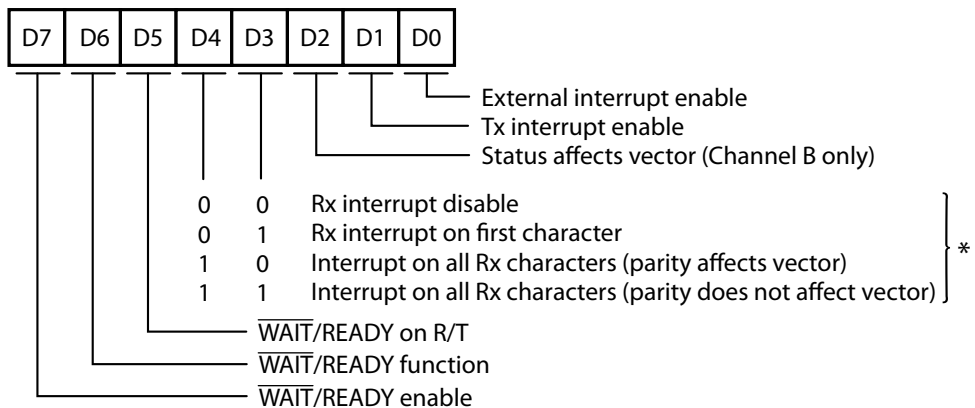 D7 D6 D5 D4 D3 D2 D1 D0
External interrupt enable
Tx interrupt enable
Status affects vector (Channel B only)
0 0 Rx interrupt disable
0 1 Rx interrupt on first character
1 0 Interrupt on all Rx characters (parity affects vector)
1 1 Interrupt on all Rx characters (parity does not affect vector)
*
W̅A̅I̅T̅/READY on R/T
W̅A̅I̅T̅/READY function
W̅A̅I̅T̅/READY enable